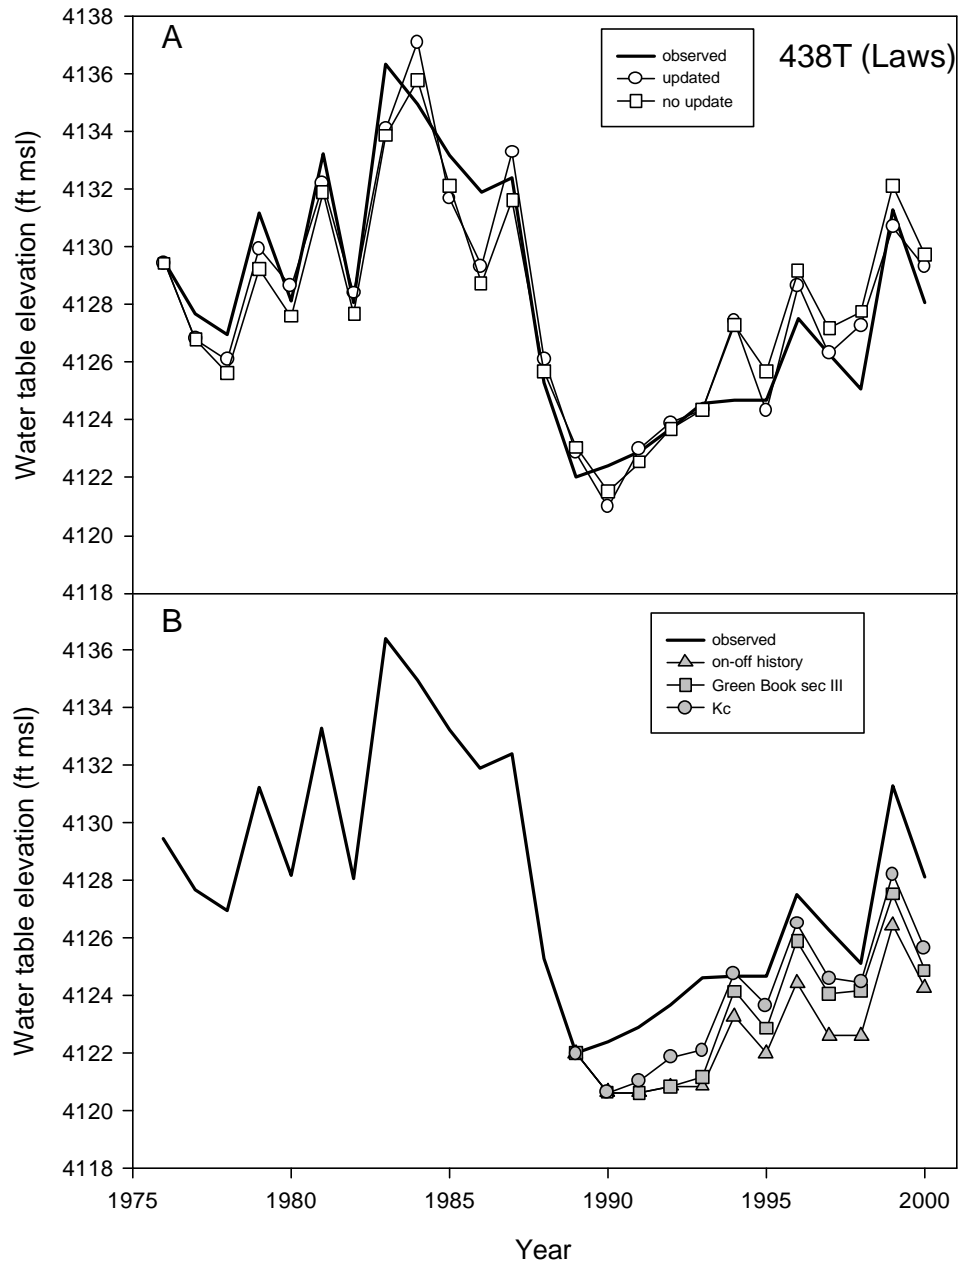 4138
A
438T (Laws)
observed
updated
no update
4136
4134
4132
4130
4128
4126
4124
4122
4120
4118
Water table elevation (ft msl)
B
observed
on-off history
Green Book sec III
Kc
4136
4134
4132
4130
4128
4126
4124
4122
4120
4118
Water table elevation (ft msl)
1975 1980 1985 1990 1995 2000
Year